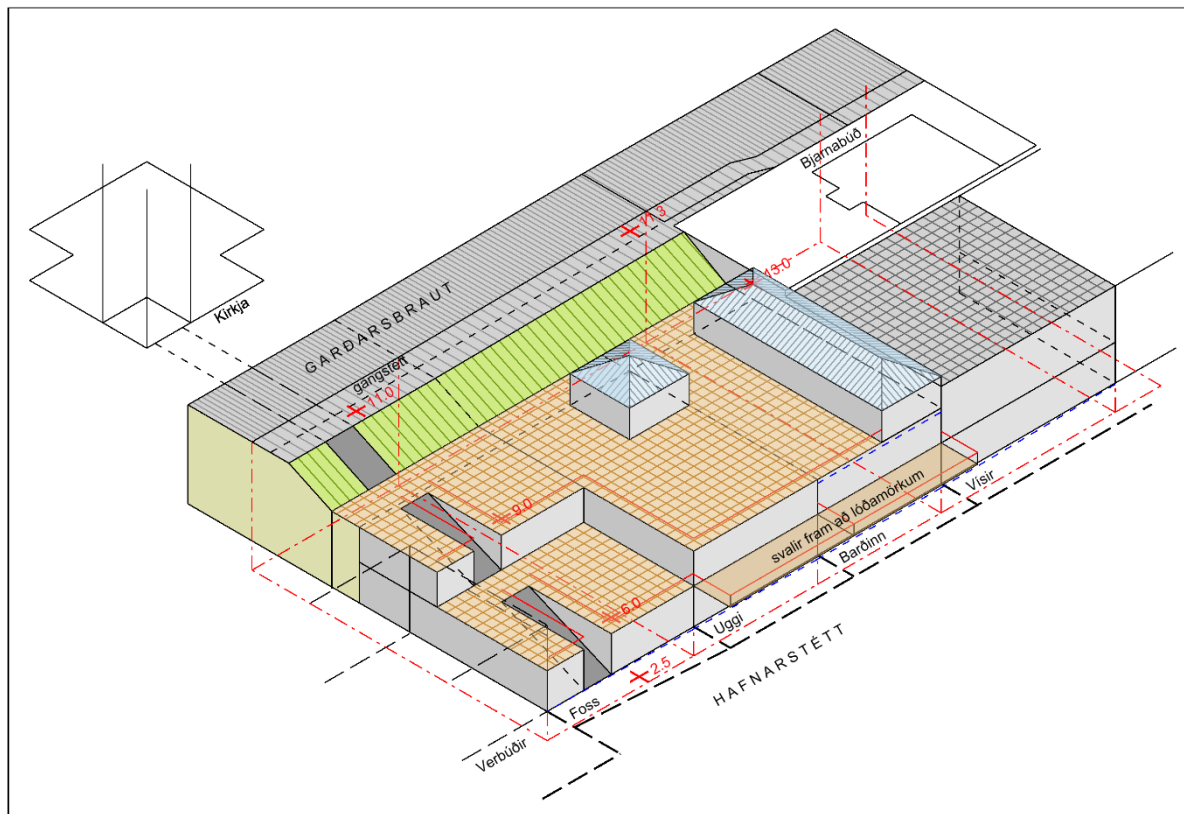 Bjarnabúð
11.3
13.0
Kirkja
GARÐARSBRAUT
gangstétt
11.0
9.0
6.0
2.5
svalir fram að lóðamörkum
Vísir
Barðinn
Uggi
Foss
Verbúðir
HAFNARSTÉTT